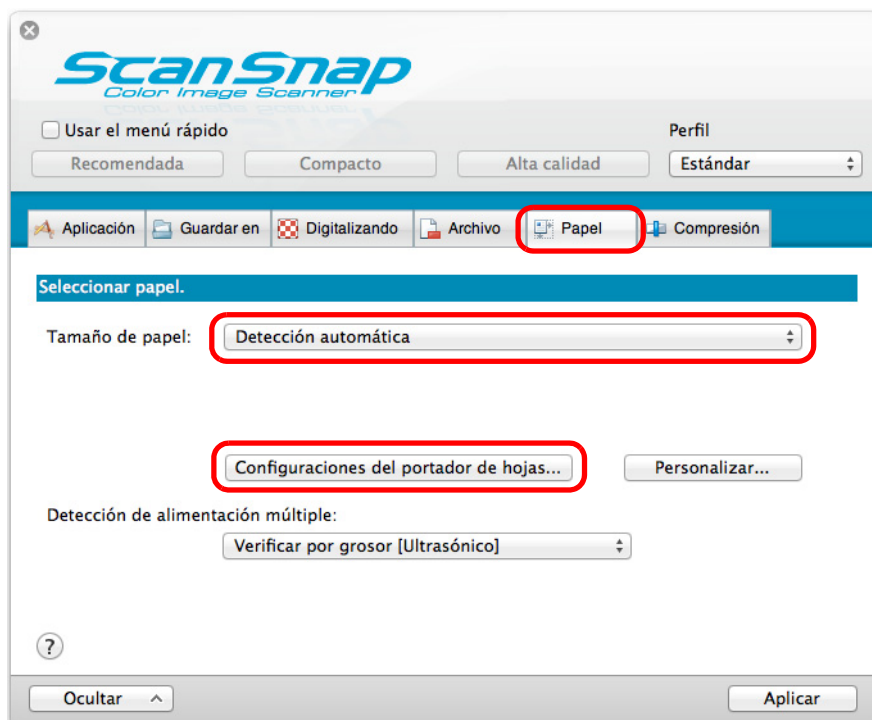 ScanSnap
Color Image Scanner
Usar el menú rápido
Perfil
Recomendada Compacto Alta calidad Estándar
Aplicación Guardar en Digitalizando Archivo Papel Compresión
Seleccionar papel.
Tamaño de papel: Detección automática
Configuraciones del portador de hojas... Personalizar...
Detección de alimentación múltiple:
Verificar por grosor [Ultrasónico]
?
Ocultar Aplicar